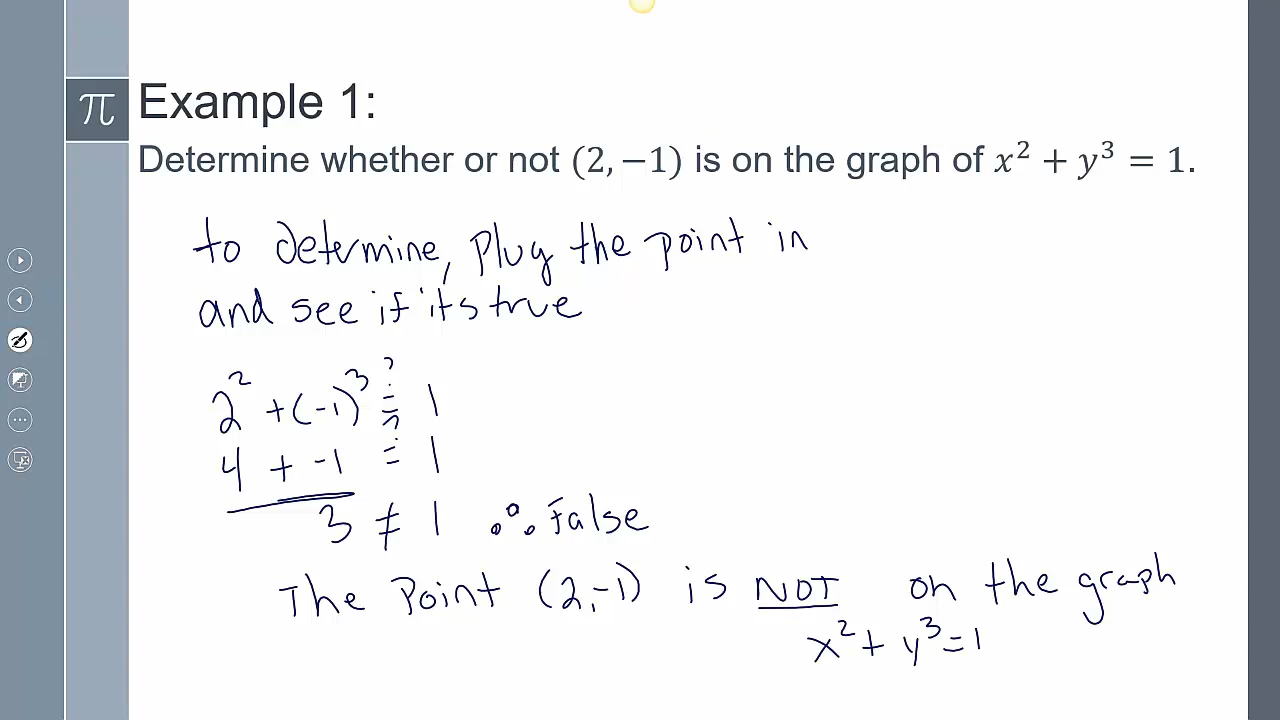 π
Example 1:
Determine whether or not (2, −1) is on the graph of x² + y³ = 1.
to determine, plug the point in
and see if its true
2² + (-1)³ ≟ 1
4 + -1 ≟ 1
3 ≠ 1 ∴ False
The Point (2,-1) is NOT on the graph
x² + y³ = 1